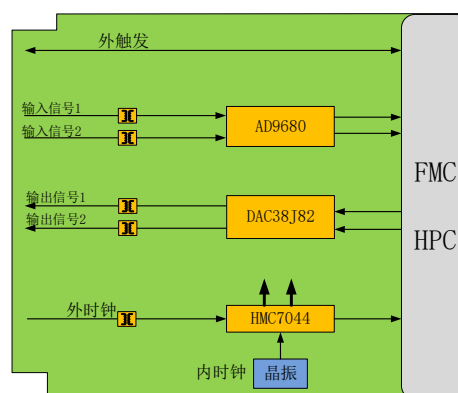 外触发
输入信号1
输入信号2
AD9680
FMC
输出信号1
输出信号2
DAC38J82
HPC
外时钟
HMC7044
内时钟
晶振